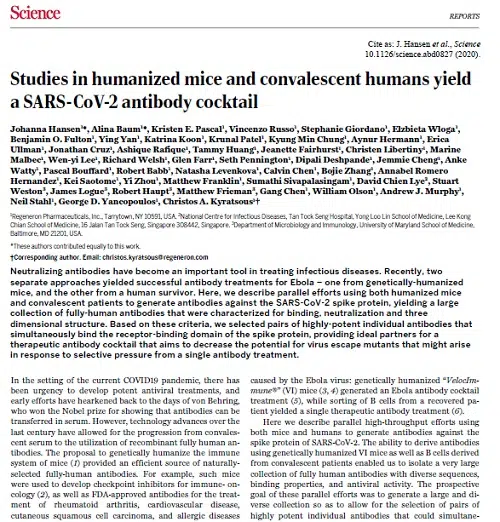 Science
REPORTS
Cite as: J. Hansen et al., Science
10.1126/science.abd0827 (2020).
Studies in humanized mice and convalescent humans yield
a SARS-CoV-2 antibody cocktail
Johanna Hansen¹*, Alina Baum¹*, Kristen E. Pascal¹, Vincenzo Russo¹, Stephanie Giordano¹, Elzbieta Wloga¹,
Benjamin O. Fulton¹, Ying Yan¹, Katrina Koon¹, Krunal Patel¹, Kyung Min Chung¹, Aynur Hermann¹, Erica
Ullman¹, Jonathan Cruz¹, Ashique Rafique¹, Tammy Huang¹, Jeanette Fairhurst¹, Christen Libertiny¹, Marine
Malbec¹, Wen-yi Lee¹, Richard Welsh¹, Glen Farr¹, Seth Pennington¹, Dipali Deshpande¹, Jemmie Cheng¹, Anke
Watty¹, Pascal Bouffard¹, Robert Babb¹, Natasha Levenkova¹, Calvin Chen¹, Bojie Zhang¹, Annabel Romero
Hernandez¹, Kei Saotome¹, Yi Zhou¹, Matthew Franklin¹, Sumathi Sivapalasingam¹, David Chien Lye², Stuart
Weston³, James Logue³, Robert Haupt³, Matthew Frieman³, Gang Chen¹, William Olson¹, Andrew J. Murphy¹,
Neil Stahl¹, George D. Yancopoulos¹, Christos A. Kyratsous¹†
¹Regeneron Pharmaceuticals, Inc., Tarrytown, NY 10591, USA. ²National Centre for Infectious Diseases, Tan Tock Seng Hospital, Yong Loo Lin School of Medicine, Lee Kong
Chian School of Medicine, 16 Jalan Tan Tock Seng, Singapore 308442, Singapore. ³Department of Microbiology and Immunology, University of Maryland School of Medicine,
Baltimore, MD 21201, USA.
*These authors contributed equally to this work.
†Corresponding author. Email: christos.kyratsous@regeneron.com
Neutralizing antibodies have become an important tool in treating infectious diseases. Recently, two
separate approaches yielded successful antibody treatments for Ebola – one from genetically-humanized
mice, and the other from a human survivor. Here, we describe parallel efforts using both humanized mice
and convalescent patients to generate antibodies against the SARS-CoV-2 spike protein, yielding a large
collection of fully-human antibodies that were characterized for binding, neutralization and three
dimensional structure. Based on these criteria, we selected pairs of highly-potent individual antibodies that
simultaneously bind the receptor-binding domain of the spike protein, providing ideal partners for a
therapeutic antibody cocktail that aims to decrease the potential for virus escape mutants that might arise
in response to selective pressure from a single antibody treatment.
In the setting of the current COVID19 pandemic, there has
been urgency to develop potent antiviral treatments, and
early efforts have hearkened back to the days of von Behring,
who won the Nobel prize for showing that antibodies can be
transferred in serum. However, technology advances over the
last century have allowed for the progression from convales-
cent serum to the utilization of recombinant fully human an-
tibodies. The proposal to genetically humanize the immune
system of mice (1) provided an efficient source of naturally-
selected fully-human antibodies. For example, such mice
were used to develop checkpoint inhibitors for immune on-
cology (2), as well as FDA-approved antibodies for the treat-
ment of rheumatoid arthritis, cardiovascular disease,
cutaneous squamous cell carcinoma, and allergic diseases
caused by the Ebola virus: genetically humanized “VelocImm-
une®” (VI) mice (3, 4) generated an Ebola antibody cocktail
treatment (5), while sorting of B cells from a recovered pa-
tient yielded a single therapeutic antibody treatment (6).
Here we describe parallel high-throughput efforts using
both mice and humans to generate antibodies against the
spike protein of SARS-CoV-2. The ability to derive antibodies
using genetically humanized VI mice as well as B cells derived
from convalescent patients enabled us to isolate a very large
collection of fully human antibodies with diverse sequences,
binding properties, and antiviral activity. The prospective
goal of these parallel efforts was to generate a large and di-
verse collection so as to allow for the selection of pairs of
highly potent individual antibodies that could simultane-